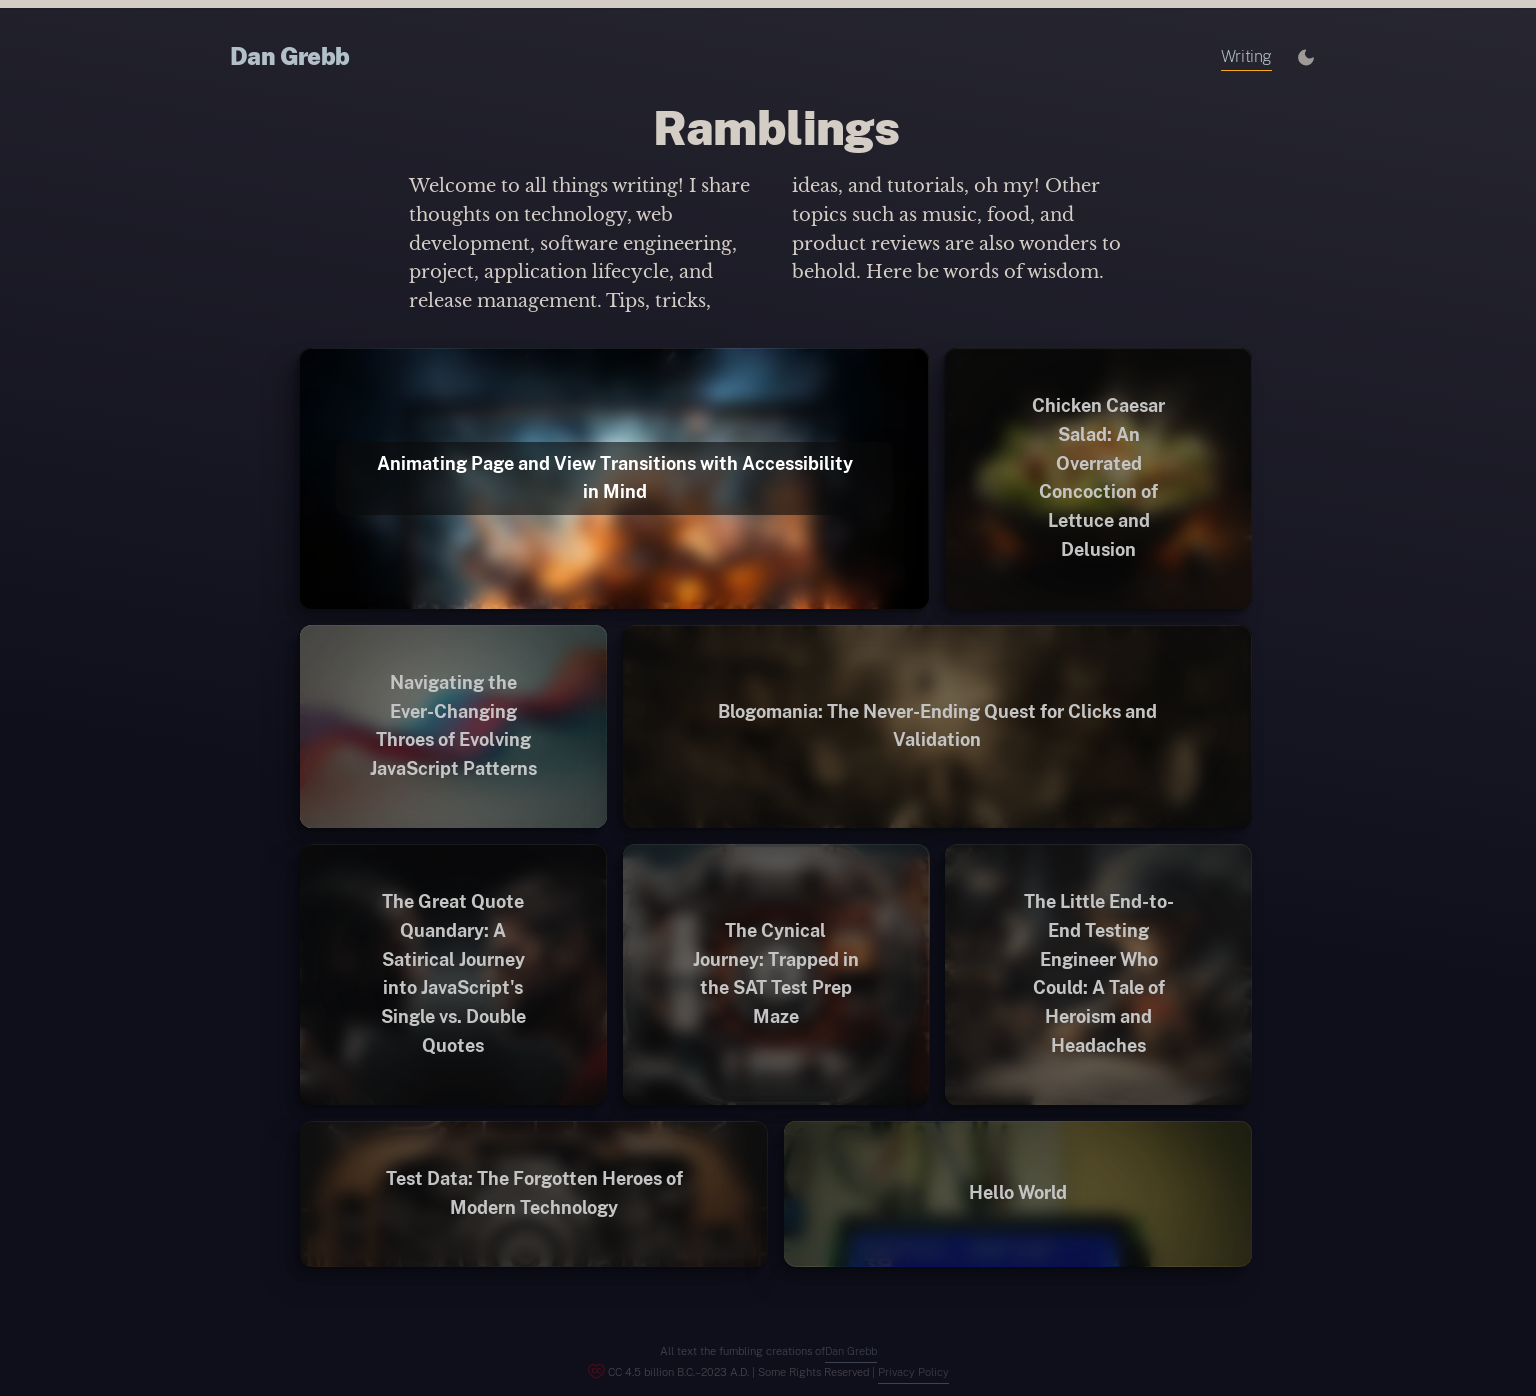 Dan Grebb
Writing
Ramblings
Welcome to all things writing! I share
thoughts on technology, web
development, software engineering,
project, application lifecycle, and
release management. Tips, tricks,
ideas, and tutorials, oh my! Other
topics such as music, food, and
product reviews are also wonders to
behold. Here be words of wisdom.
Animating Page and View Transitions with Accessibility
in Mind
Chicken Caesar
Salad: An
Overrated
Concoction of
Lettuce and
Delusion
Navigating the
Ever-Changing
Throes of Evolving
JavaScript Patterns
Blogomania: The Never-Ending Quest for Clicks and
Validation
The Great Quote
Quandary: A
Satirical Journey
into JavaScript's
Single vs. Double
Quotes
The Cynical
Journey: Trapped in
the SAT Test Prep
Maze
The Little End-to-
End Testing
Engineer Who
Could: A Tale of
Heroism and
Headaches
Test Data: The Forgotten Heroes of
Modern Technology
Hello World
All text the fumbling creations ofDan Grebb
CC 4.5 billion B.C.–2023 A.D. | Some Rights Reserved | Privacy Policy